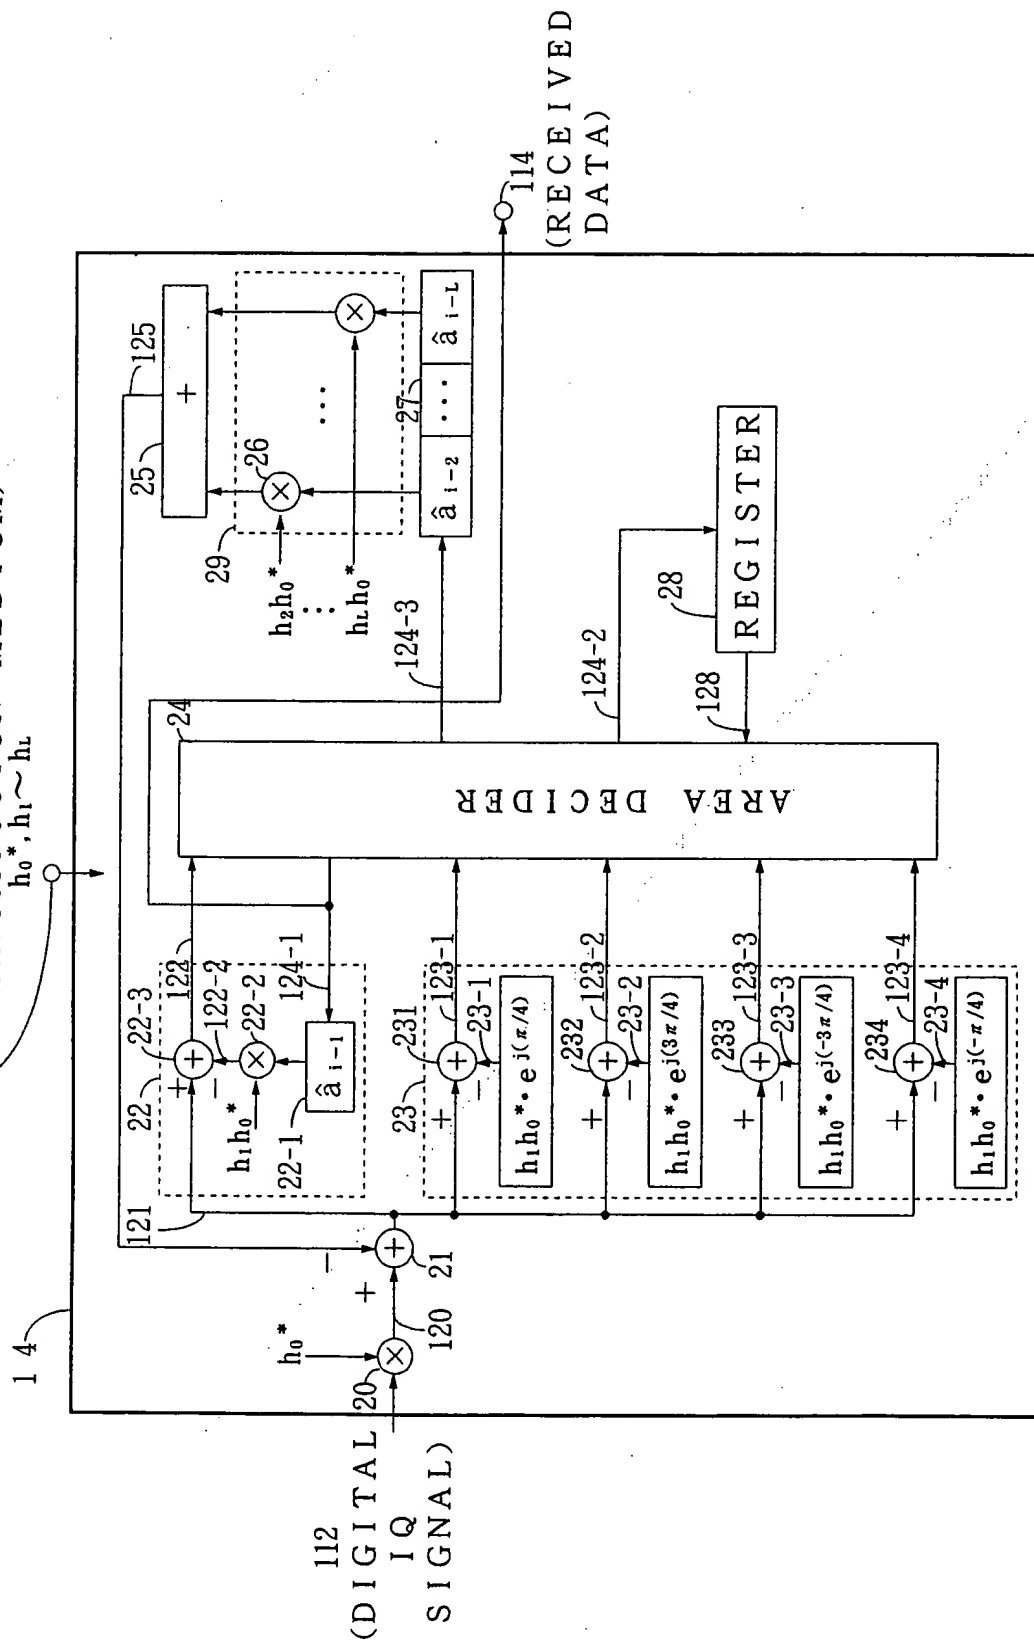 h₀*, h₁～h_L
14
125
25
+
26
29
h₂h₀*
⋮
h_Lh₀*
...
27
â i-2
...
â i-L
124-3
114
(RECEIVED
DATA)
24
124-2
28
REGISTER
128
AREA DECIDER
22-3
122
22
+
−
122-2
22-2
h₁h₀*
22-1
â i-1
124-1
121
23
231
123-1
+
−
23-1
h₁h₀*・e^j(π/4)
232
123-2
+
−
23-2
h₁h₀*・e^j(3π/4)
233
123-3
+
−
23-3
h₁h₀*・e^j(-3π/4)
234
123-4
+
−
23-4
h₁h₀*・e^j(-π/4)
−
+
21
120
h₀*
20
112
(DIGITAL
IQ
SIGNAL)